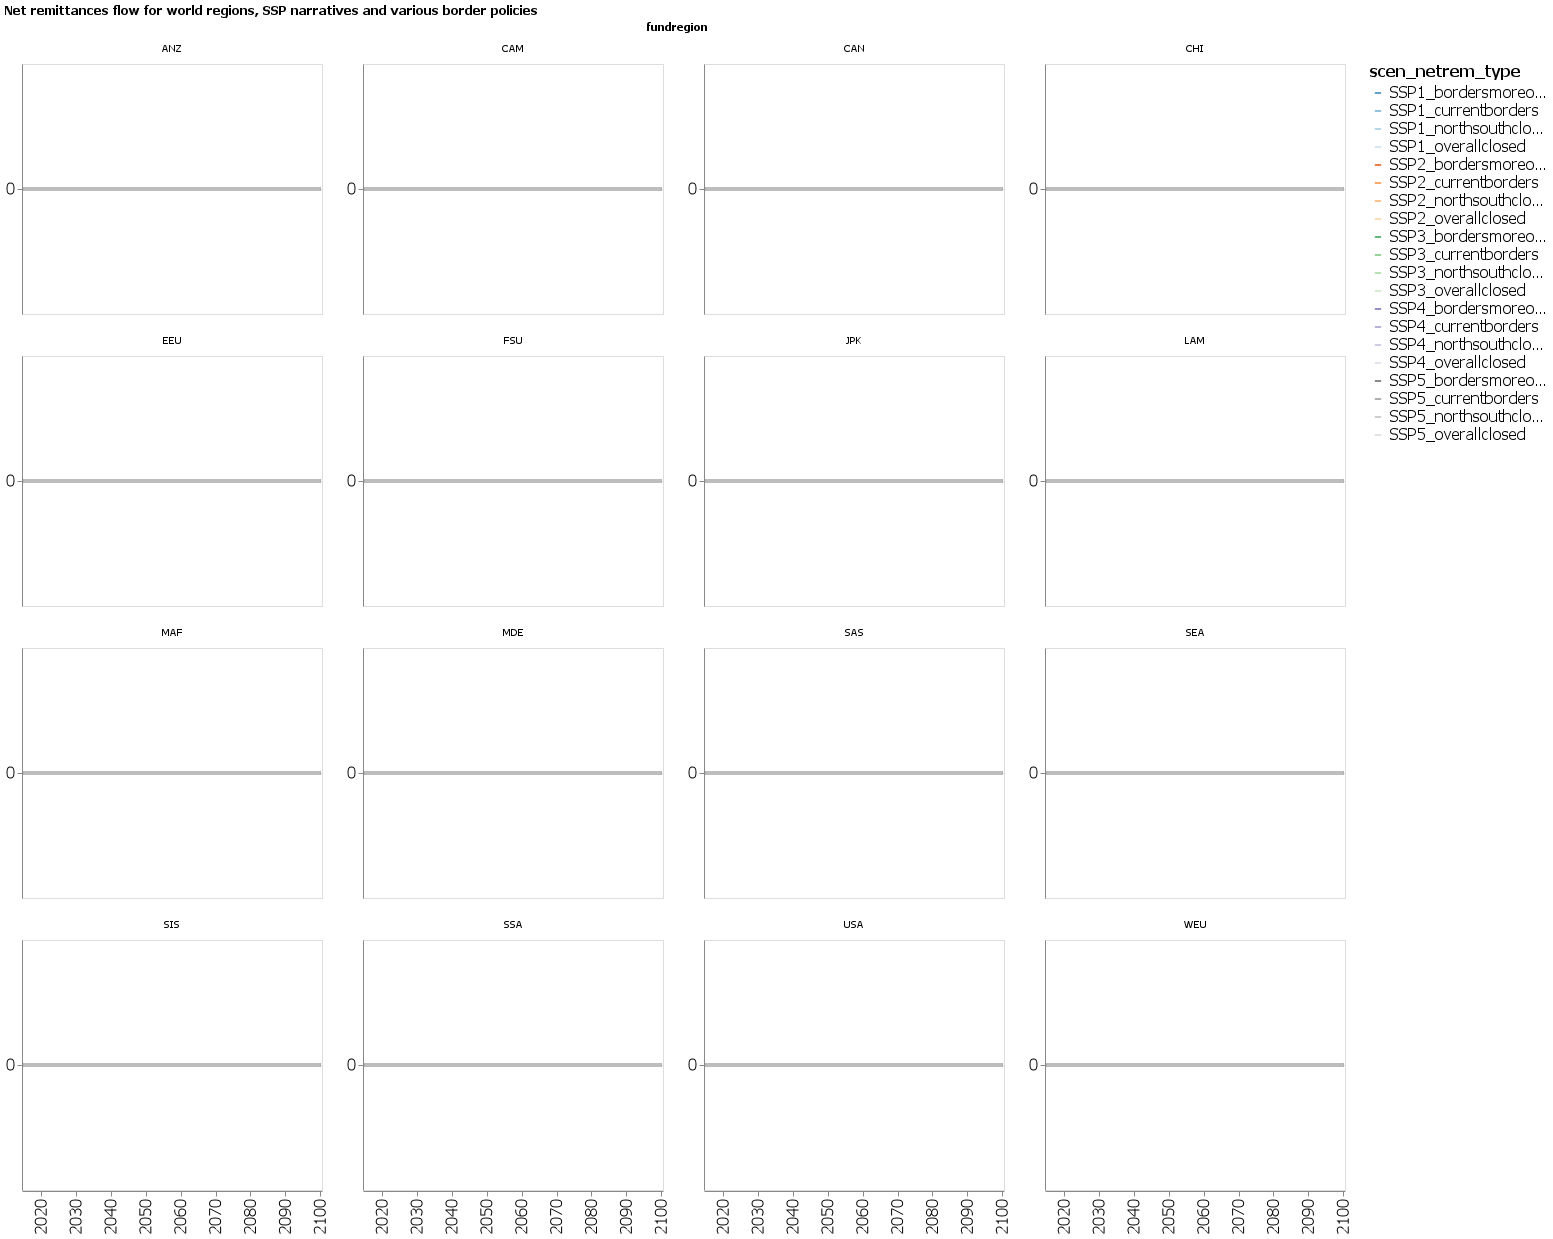 Net remittances flow for world regions, SSP narratives and various border policies
fundregion
ANZ CAM CAN CHI
0 0 0 0
EEU FSU JPK LAM
0 0 0 0
MAF MDE SAS SEA
0 0 0 0
SIS SSA USA WEU
0 0 0 0
2020 2030 2040 2050 2060 2070 2080 2090 2100 2020 2030 2040 2050 2060 2070 2080 2090 2100 2020 2030 2040 2050 2060 2070 2080 2090 2100 2020 2030 2040 2050 2060 2070 2080 2090 2100
scen_netrem_type
SSP1_bordersmoreo...
SSP1_currentborders
SSP1_northsouthclo...
SSP1_overallclosed
SSP2_bordersmoreo...
SSP2_currentborders
SSP2_northsouthclo...
SSP2_overallclosed
SSP3_bordersmoreo...
SSP3_currentborders
SSP3_northsouthclo...
SSP3_overallclosed
SSP4_bordersmoreo...
SSP4_currentborders
SSP4_northsouthclo...
SSP4_overallclosed
SSP5_bordersmoreo...
SSP5_currentborders
SSP5_northsouthclo...
SSP5_overallclosed